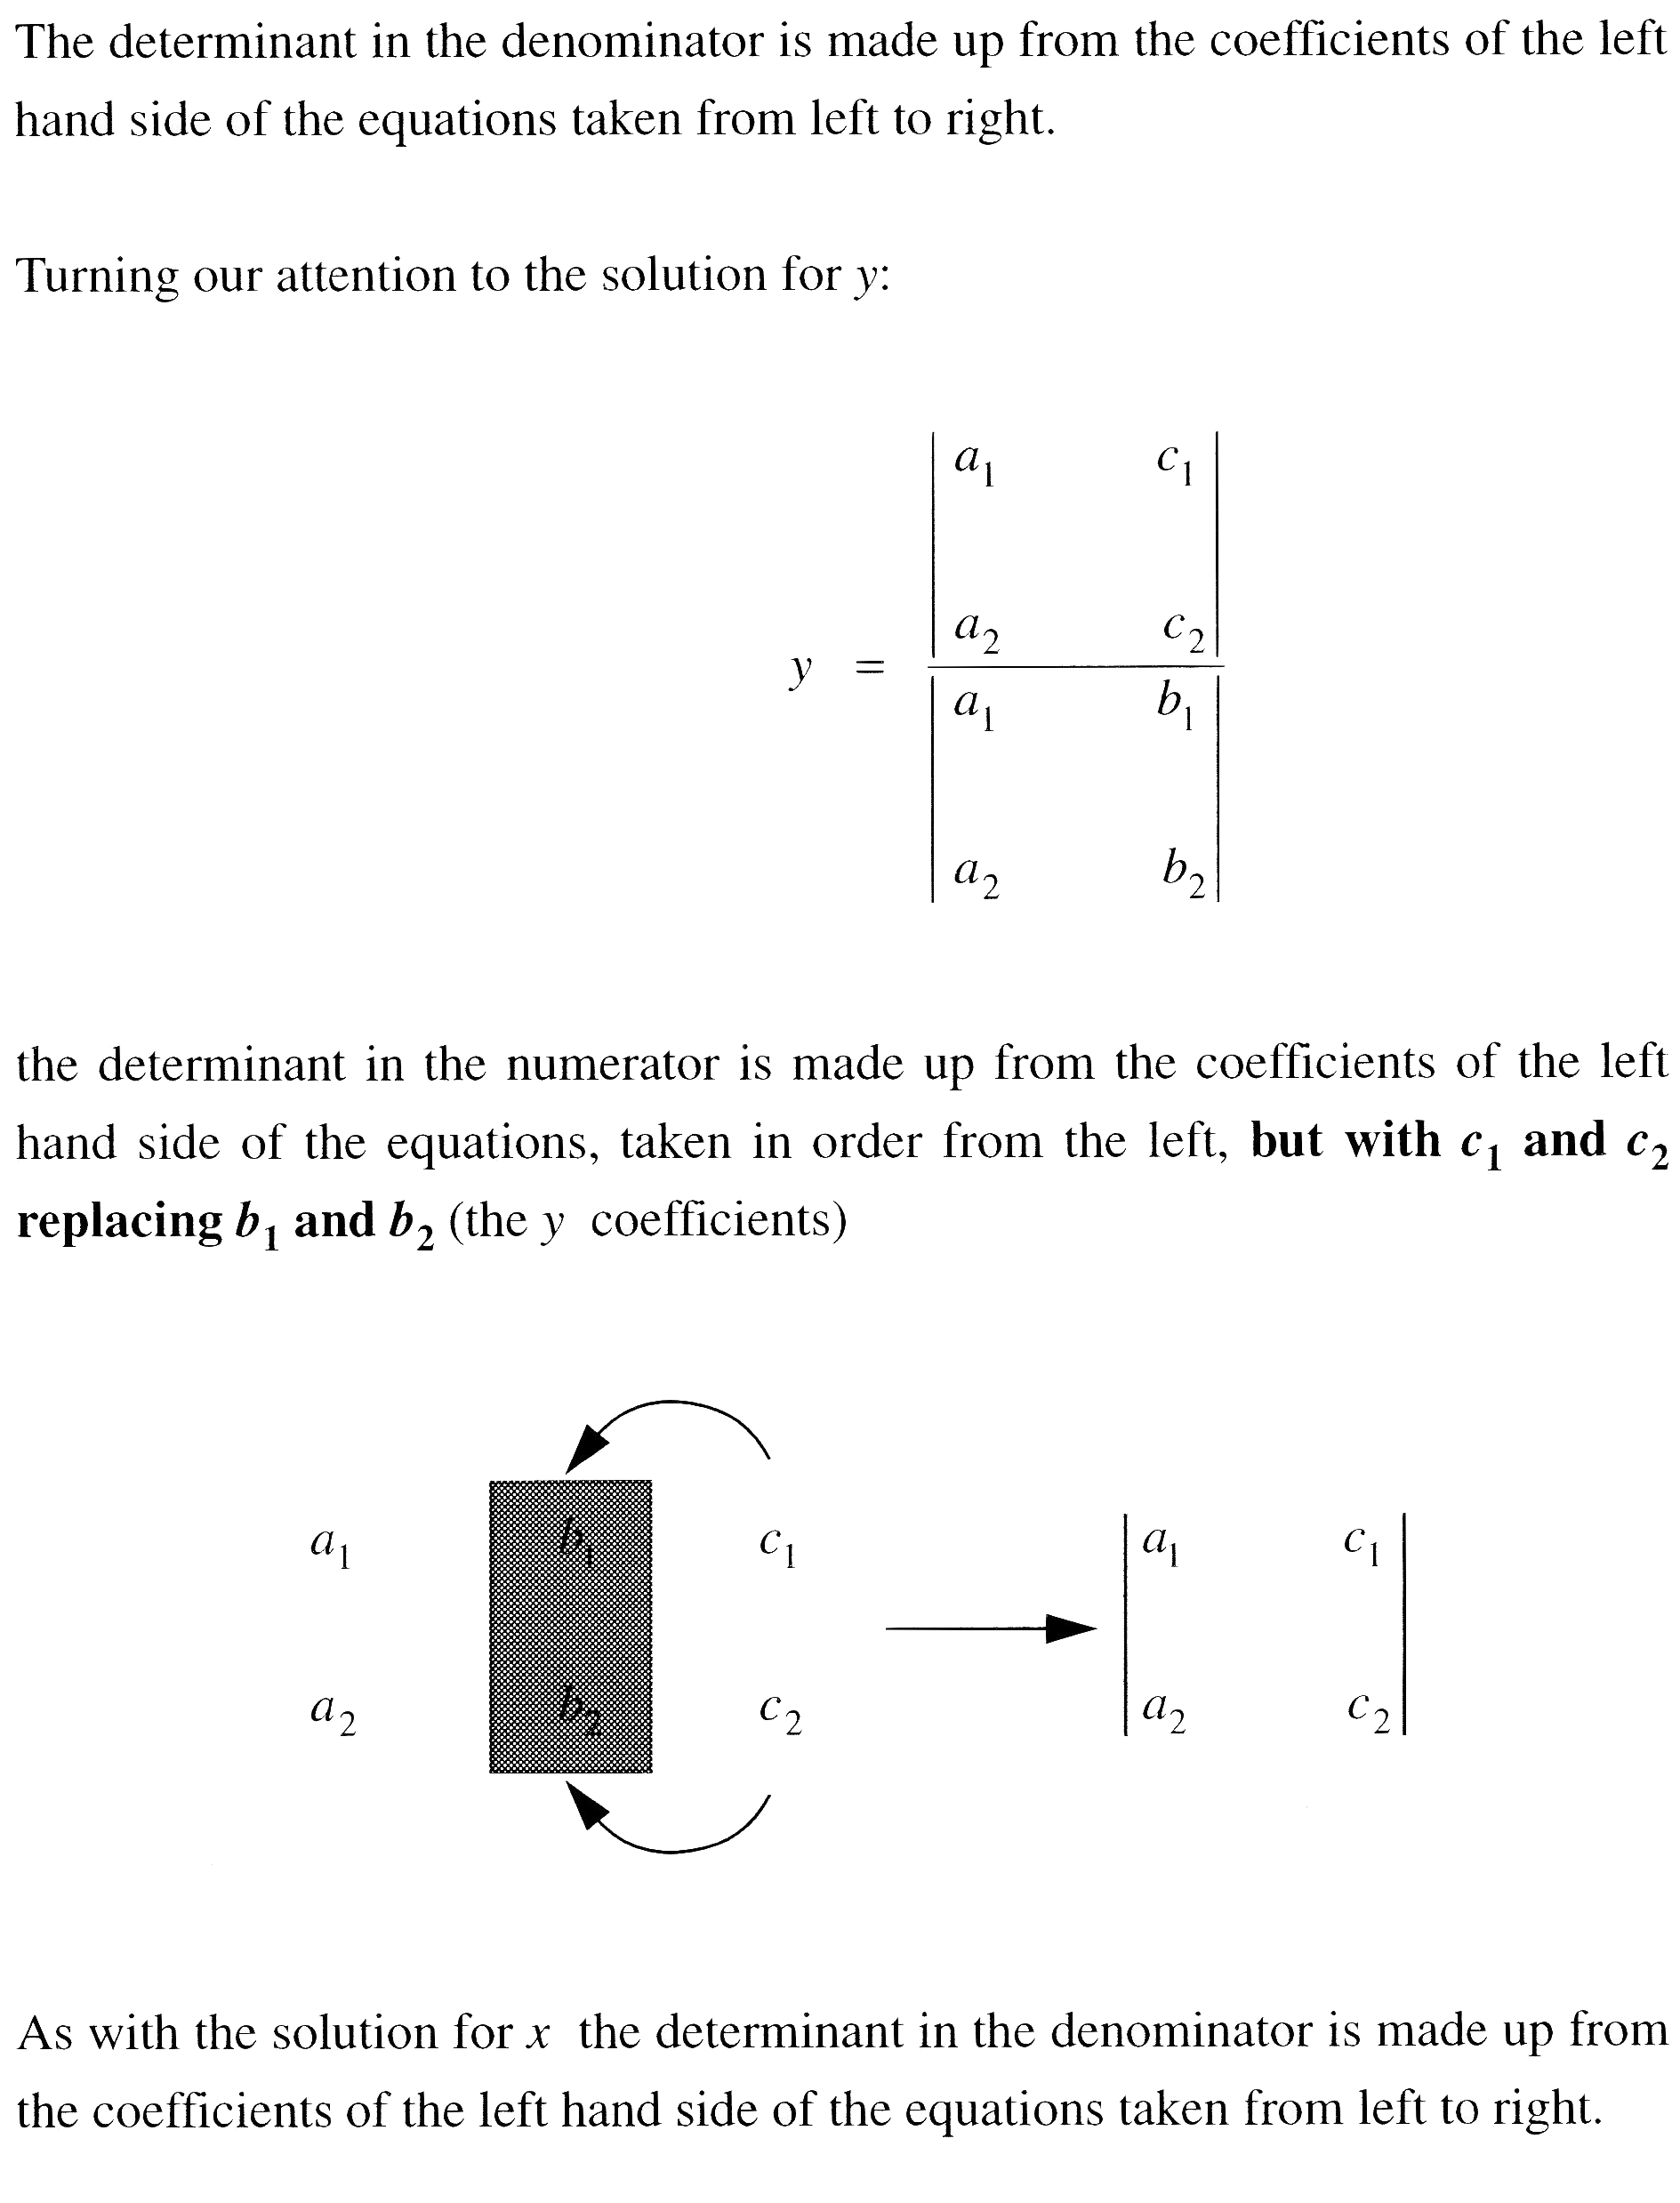 The determinant in the denominator is made up from the coefficients of the left
hand side of the equations taken from left to right.
Turning our attention to the solution for y:
a₁ c₁
a₂ c₂
y =
a₁ b₁
a₂ b₂
the determinant in the numerator is made up from the coefficients of the left
hand side of the equations, taken in order from the left, but with c₁ and c₂
replacing b₁ and b₂ (the y coefficients)
a₁ b₁ c₁ a₁ c₁
a₂ b₂ c₂ a₂ c₂
As with the solution for x the determinant in the denominator is made up from
the coefficients of the left hand side of the equations taken from left to right.